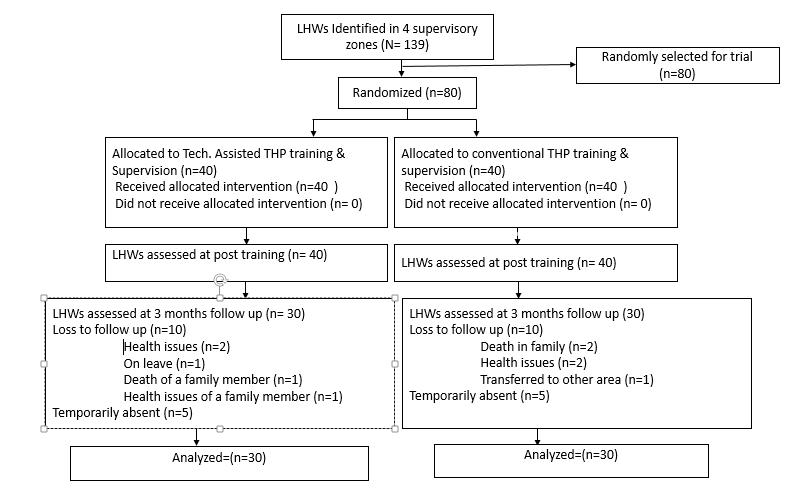 LHWs Identified in 4 supervisory
zones (N= 139)
Randomly selected for trial
(n=80)
Randomized (n=80)
Allocated to Tech. Assisted THP training &
Supervision (n=40)
Received allocated intervention (n=40  )
Did not receive allocated intervention (n= 0)
Allocated to conventional THP training &
supervision (n=40)
Received allocated intervention (n=40  )
Did not receive allocated intervention (n= 0)
LHWs assessed at post training (n= 40)
LHWs assessed at post training (n= 40)
LHWs assessed at 3 months follow up (n= 30)
Loss to follow up (n=10)
Health issues (n=2)
On leave (n=1)
Death of a family member (n=1)
Health issues of a family member (n=1)
Temporarily absent (n=5)
LHWs assessed at 3 months follow up (30)
Loss to follow up (n=10)
Death in family (n=2)
Health issues (n=2)
Transferred to other area (n=1)
Temporarily absent (n=5)
Analyzed=(n=30)
Analyzed=(n=30)